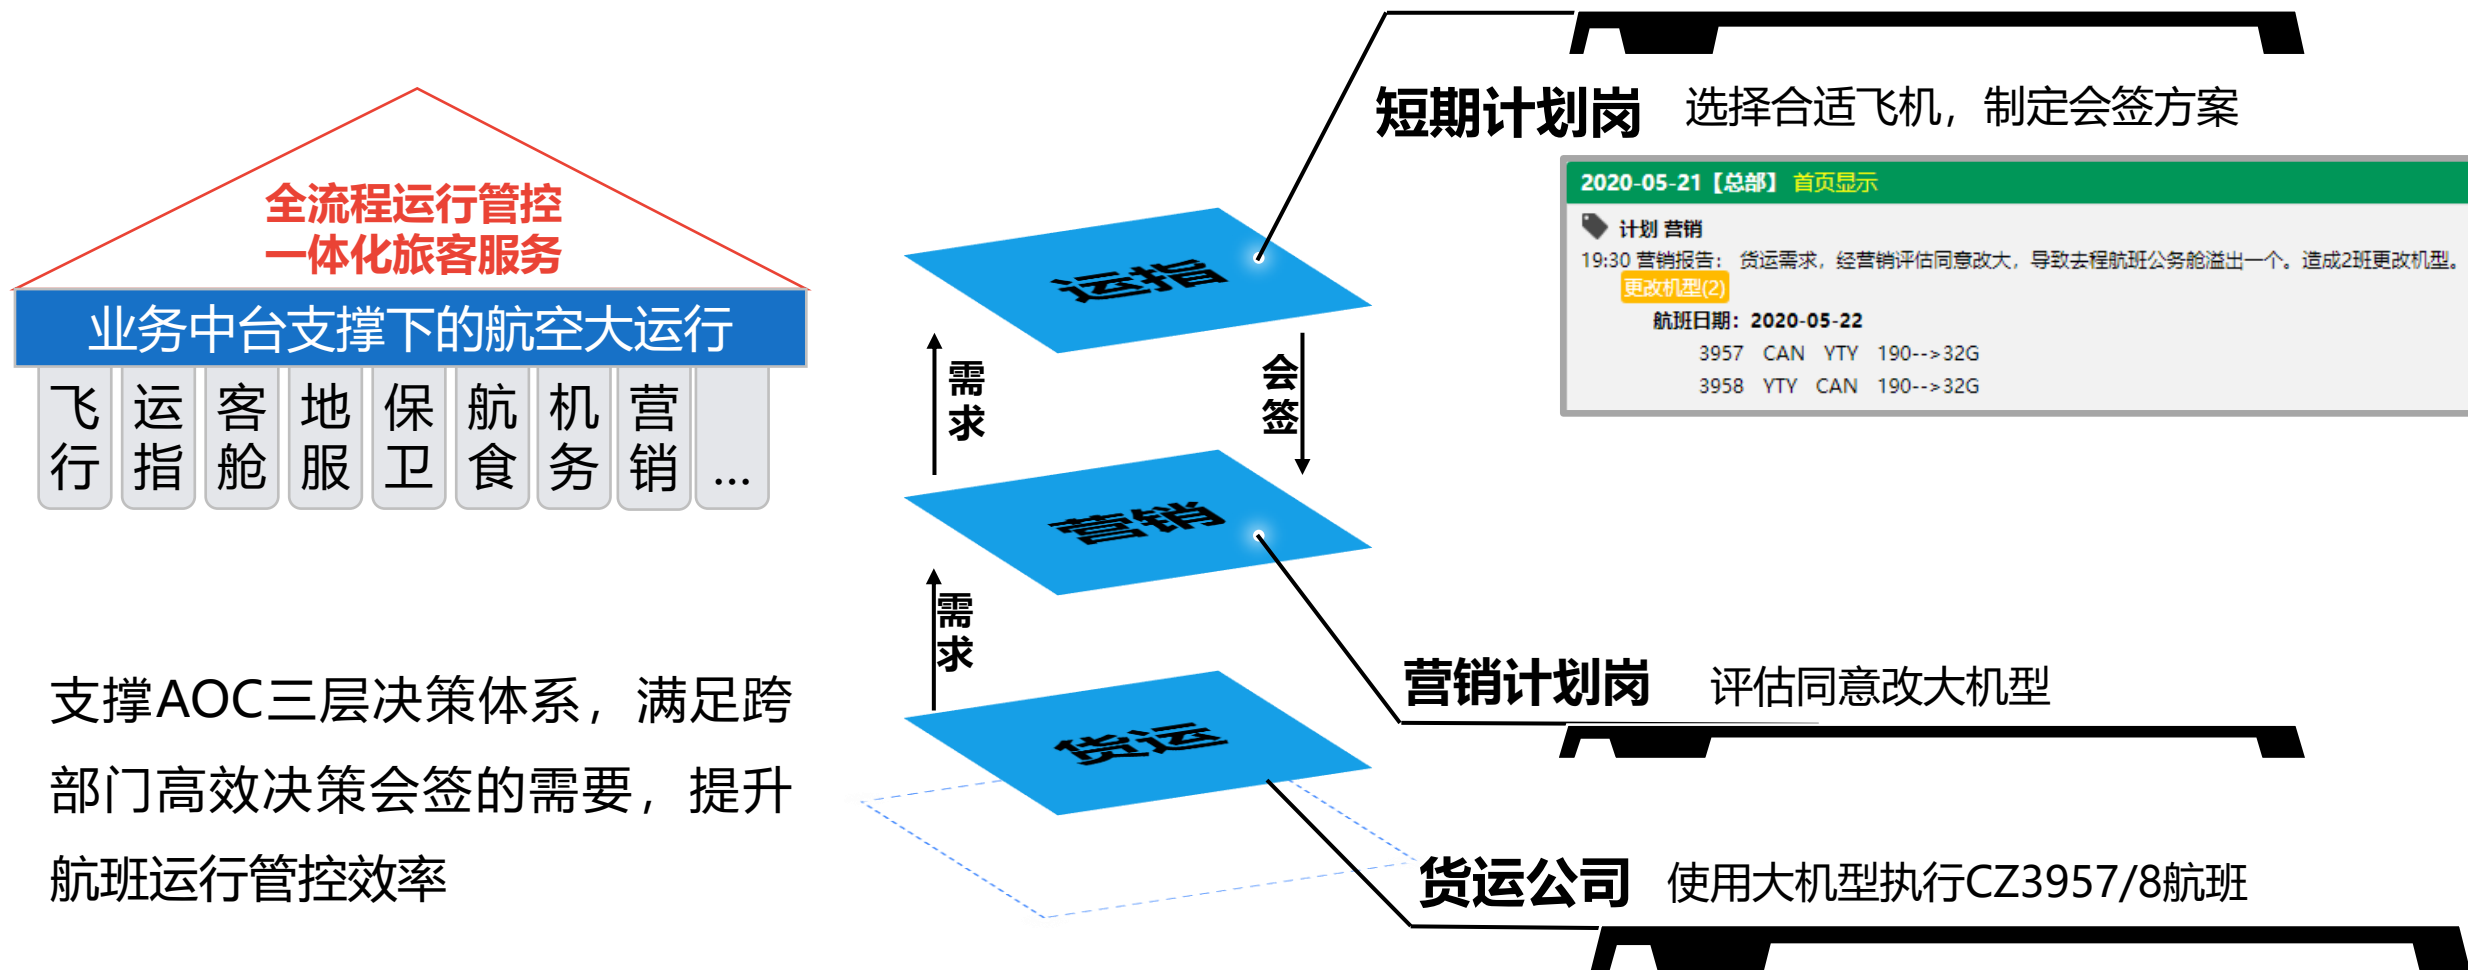 全流程运行管控
一体化旅客服务
业务中台支撑下的航空大运行
飞行
运指
客舱
地服
保卫
航食
机务
营销
...
支撑AOC三层决策体系，满足跨
部门高效决策会签的需要，提升
航班运行管控效率
运指
需求
会签
营销
需求
货运
短期计划岗 选择合适飞机，制定会签方案
2020-05-21【总部】 首页显示
计划 营销
19:30 营销报告： 货运需求，经营销评估同意改大，导致去程航班公务舱溢出一个。造成2班更改机型。
更改机型(2)
航班日期：2020-05-22
3957 CAN YTY 190-->32G
3958 YTY CAN 190-->32G
营销计划岗 评估同意改大机型
货运公司 使用大机型执行CZ3957/8航班